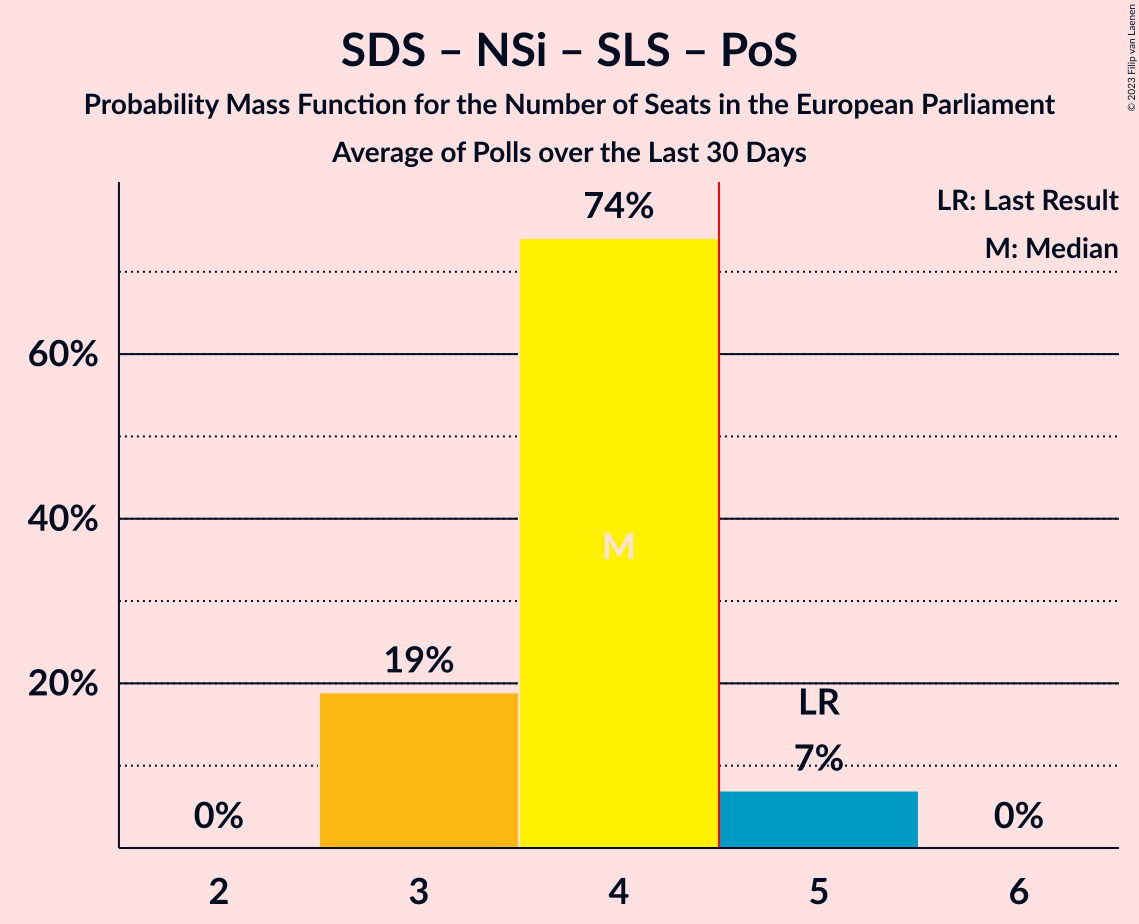 SDS – NSi – SLS – PoS
Probability Mass Function for the Number of Seats in the European Parliament
Average of Polls over the Last 30 Days
© 2023 Filip van Laenen
LR: Last Result
M: Median
74%
60%
40%
M
19%
20%
LR
7%
0%
0%
2
3
4
5
6